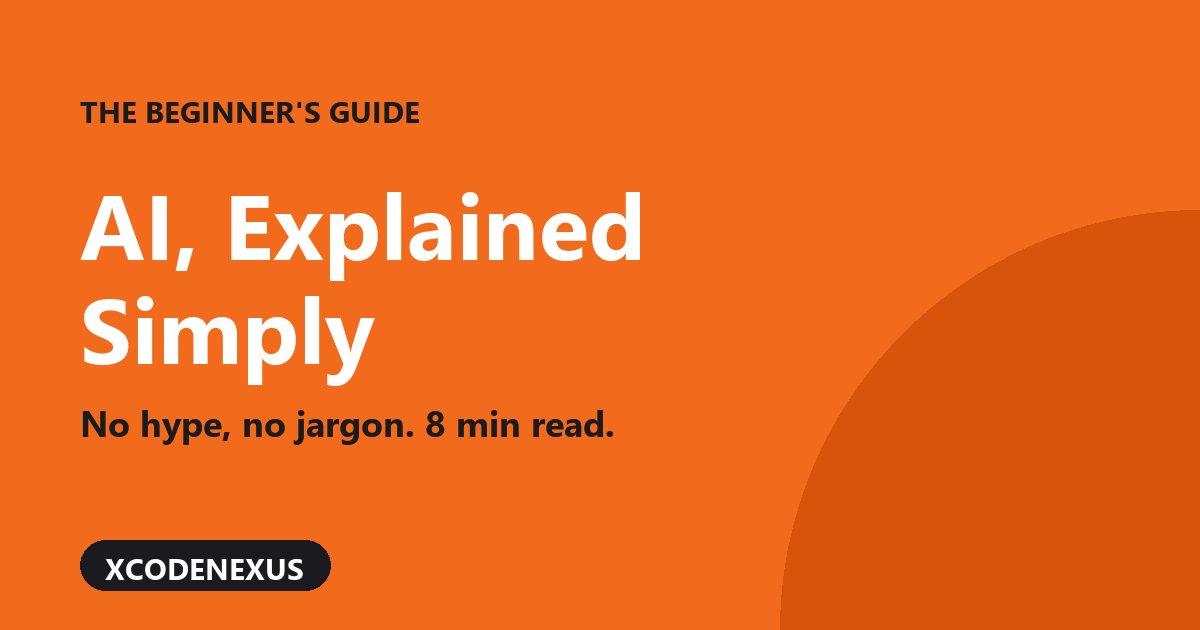 THE BEGINNER'S GUIDE
AI, Explained
Simply
No hype, no jargon. 8 min read.
XCODENEXUS